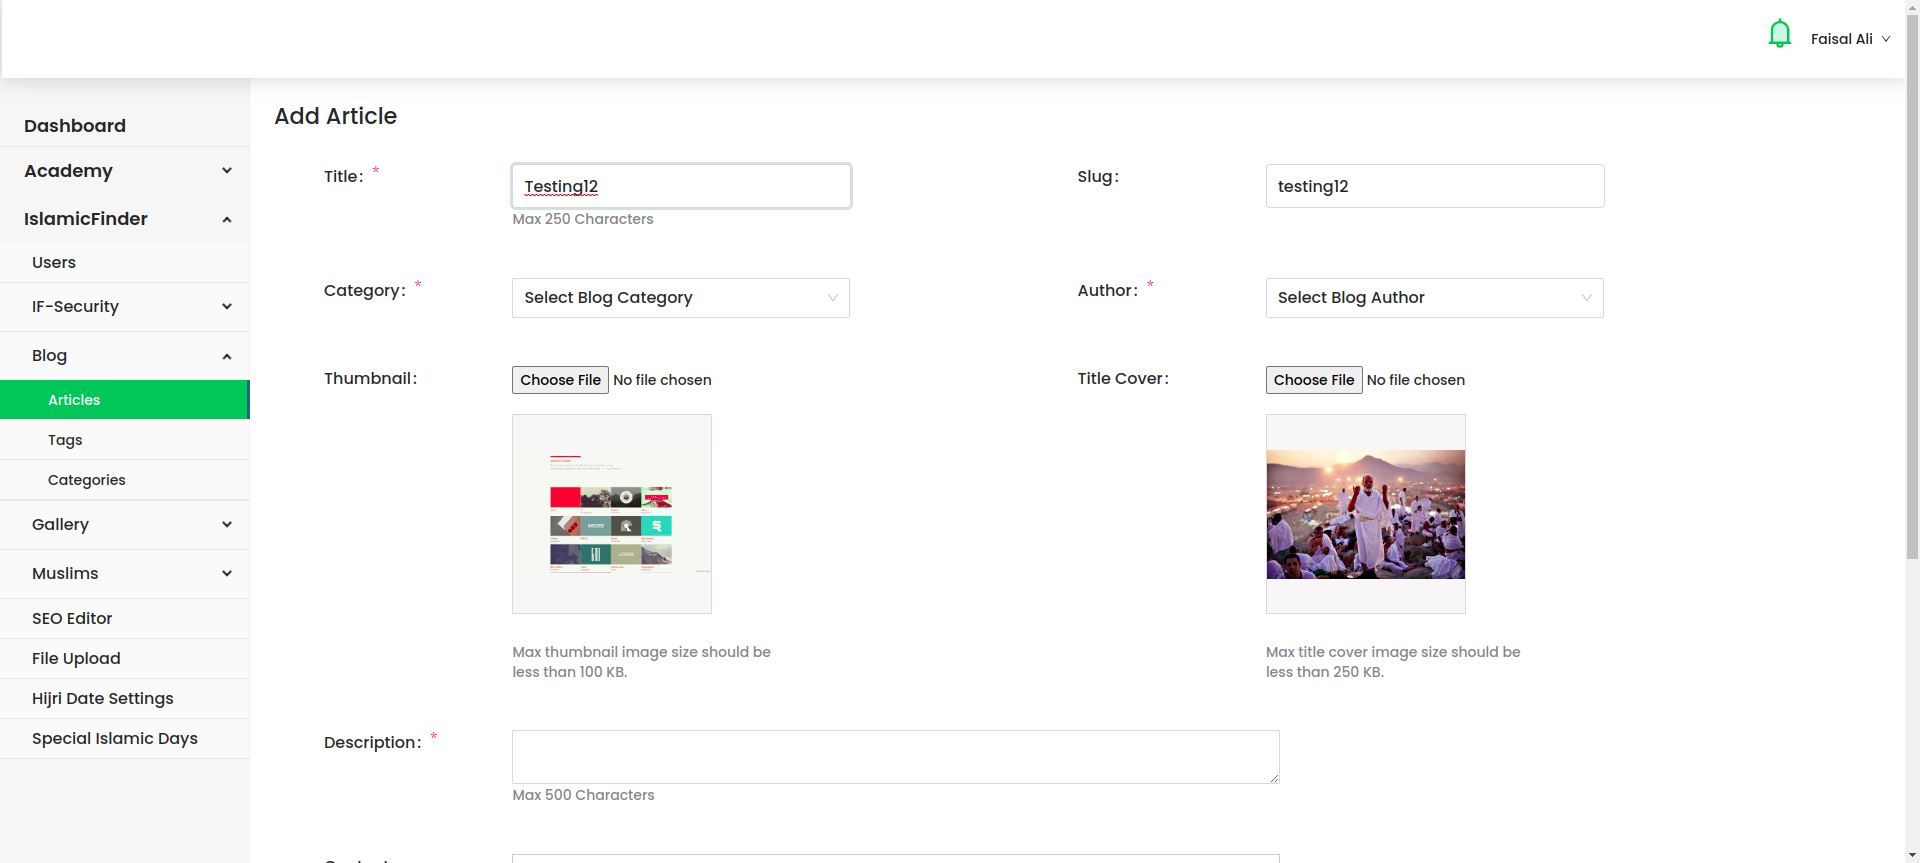 Faisal Ali
Dashboard
Academy
IslamicFinder
Users
IF-Security
Blog
Articles
Tags
Categories
Gallery
Muslims
SEO Editor
File Upload
Hijri Date Settings
Special Islamic Days
Add Article
Title: *
Testing12
Max 250 Characters
Slug:
testing12
Category: *
Select Blog Category
Author: *
Select Blog Author
Thumbnail:
Choose File No file chosen
Title Cover:
Choose File No file chosen
Max thumbnail image size should be
less than 100 KB.
Max title cover image size should be
less than 250 KB.
Description: *
Max 500 Characters